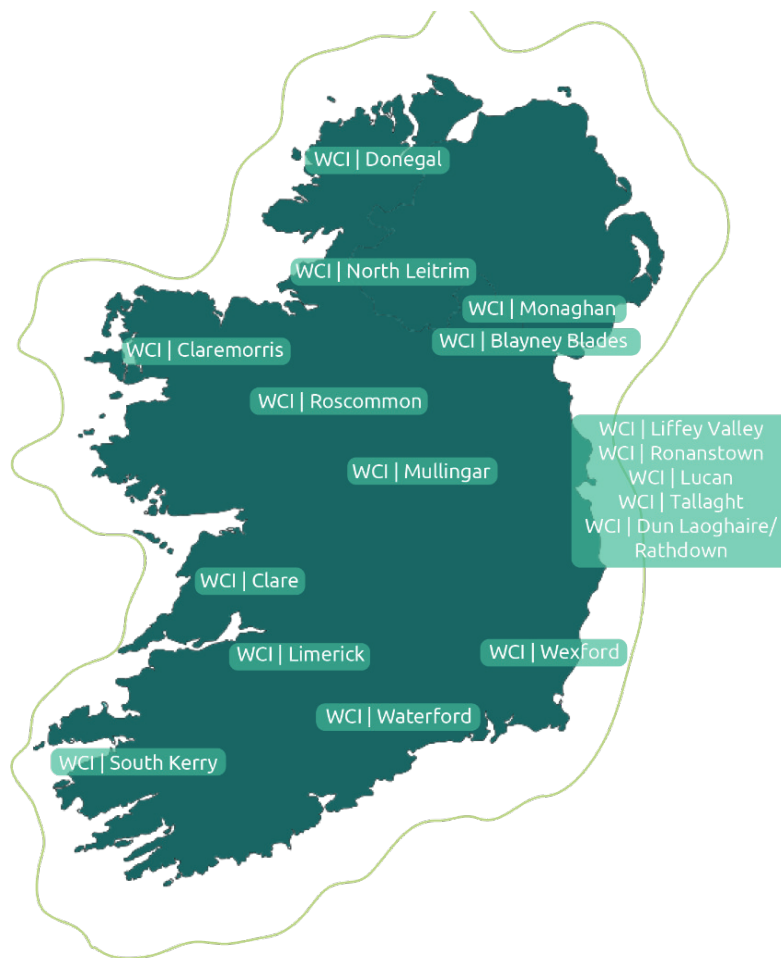 WCI | Donegal
WCI | North Leitrim
WCI | Monaghan
WCI | Blayney Blades
WCI | Claremorris
WCI | Roscommon
WCI | Liffey Valley
WCI | Ronanstown
WCI | Lucan
WCI | Tallaght
WCI | Dun Laoghaire/
Rathdown
WCI | Mullingar
WCI | Clare
WCI | Limerick
WCI | Wexford
WCI | Waterford
WCI | South Kerry